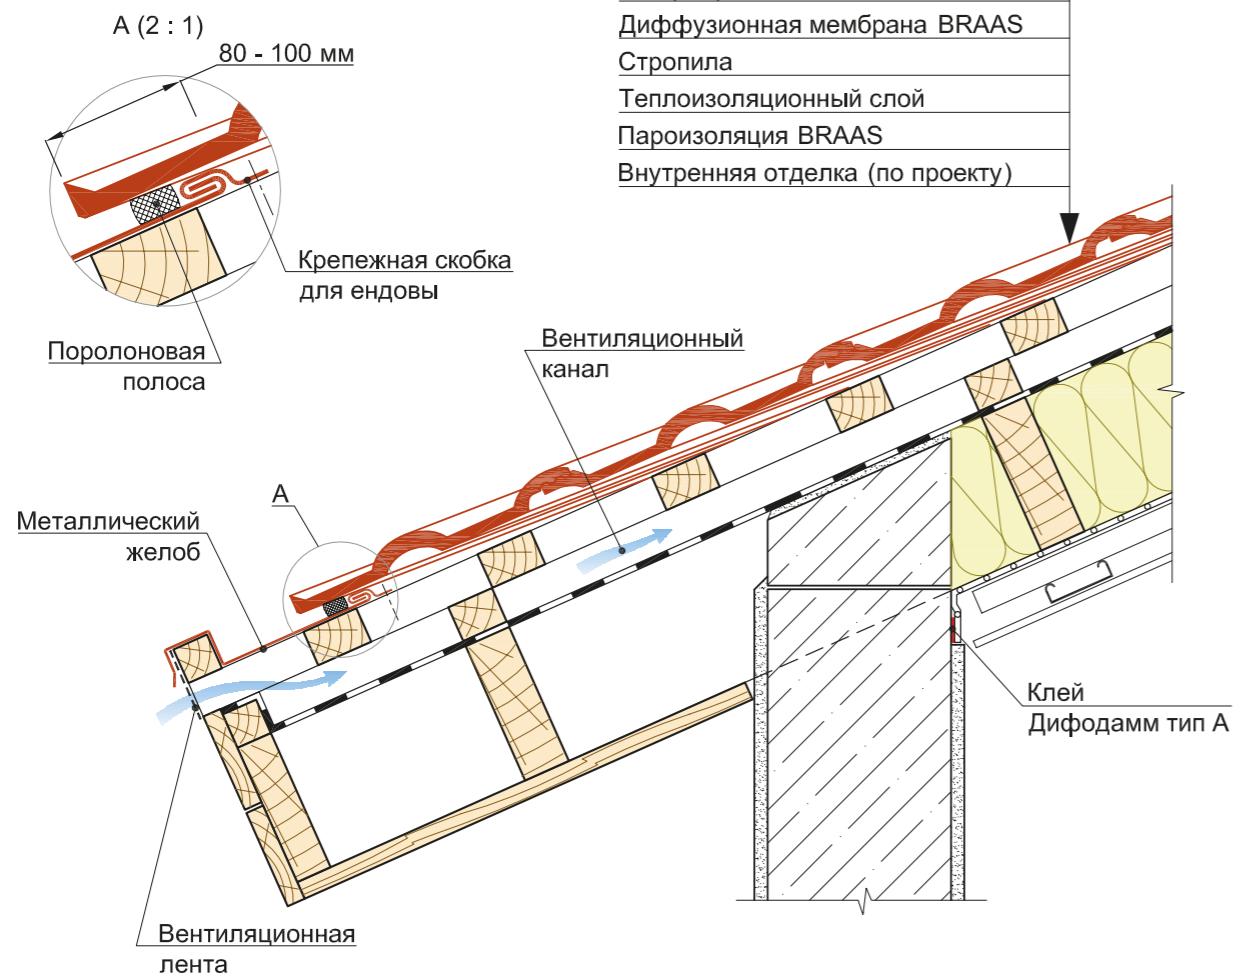 А (2 : 1)
80 - 100 мм
Диффузионная мембрана BRAAS
Стропила
Теплоизоляционный слой
Пароизоляция BRAAS
Внутренняя отделка (по проекту)
Крепежная скобка
для ендовы
Поролоновая
полоса
Вентиляционный
канал
А
Металлический
желоб
Клей
Дифодамм тип А
Вентиляционная
лента